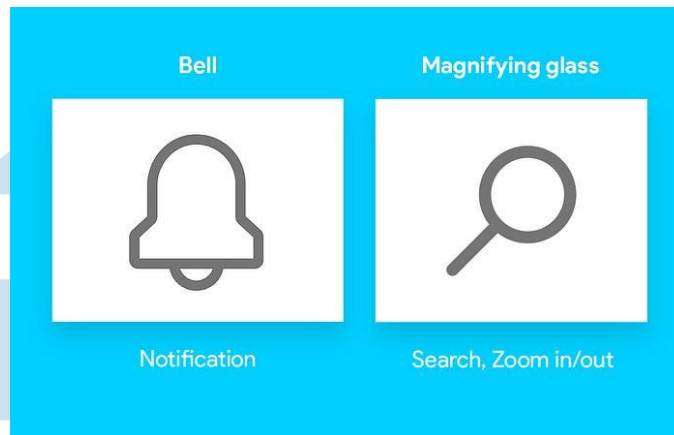 Bell
Magnifying glass
Notification
Search, Zoom in/out